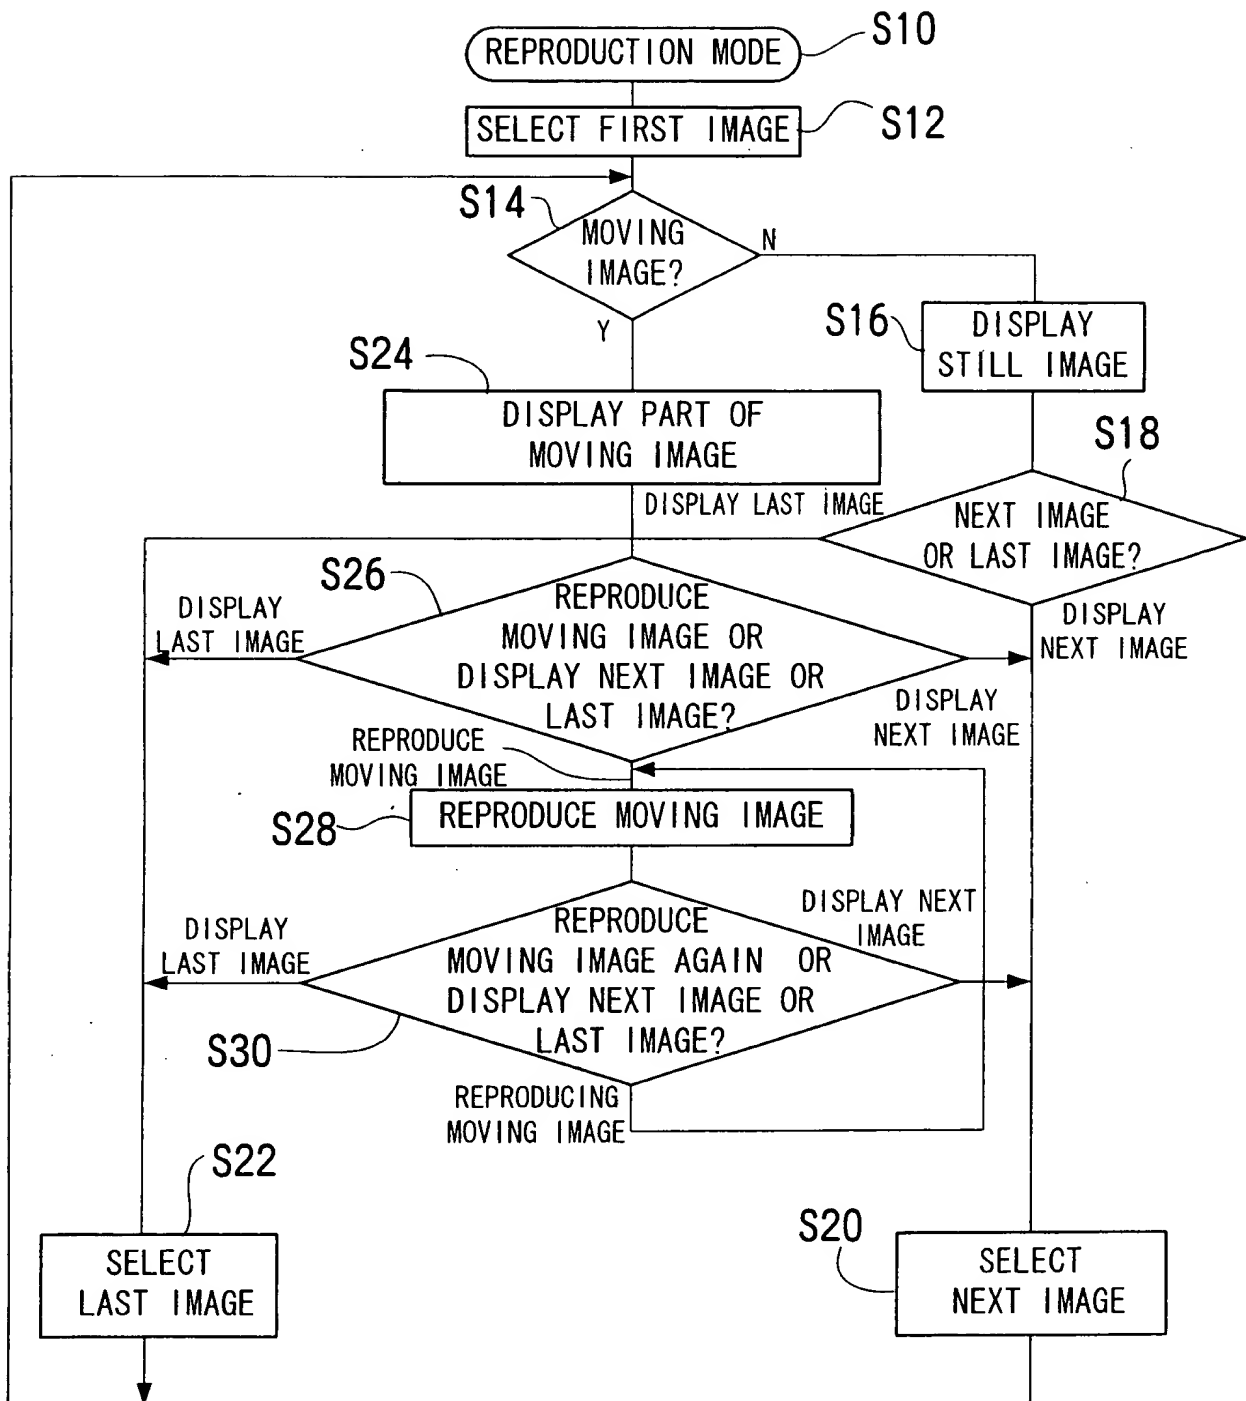 REPRODUCTION MODE
S10
SELECT FIRST IMAGE
S12
S14
MOVING
IMAGE?
N
Y
S16
DISPLAY
STILL IMAGE
S24
DISPLAY PART OF
MOVING IMAGE
S18
DISPLAY LAST IMAGE
NEXT IMAGE
OR LAST IMAGE?
S26
DISPLAY
LAST IMAGE
REPRODUCE
MOVING IMAGE OR
DISPLAY NEXT IMAGE OR
LAST IMAGE?
DISPLAY
NEXT IMAGE
DISPLAY
NEXT IMAGE
REPRODUCE
MOVING IMAGE
S28
REPRODUCE MOVING IMAGE
DISPLAY
LAST IMAGE
REPRODUCE
MOVING IMAGE AGAIN OR
DISPLAY NEXT IMAGE OR
LAST IMAGE?
DISPLAY NEXT
IMAGE
S30
REPRODUCING
MOVING IMAGE
S22
SELECT
LAST IMAGE
S20
SELECT
NEXT IMAGE